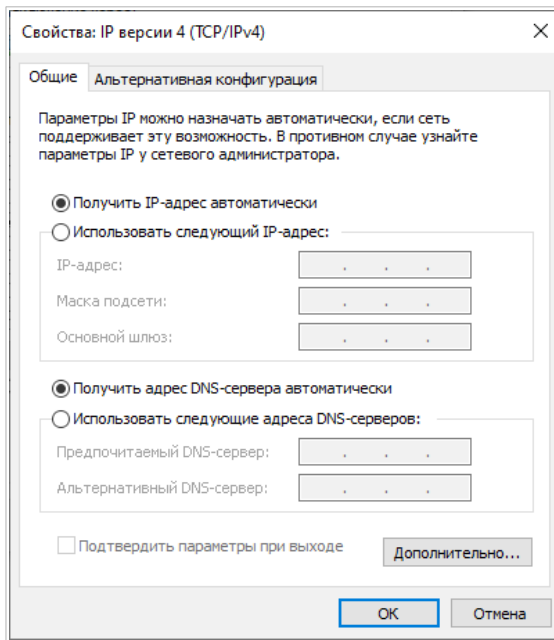 Свойства: IP версии 4 (TCP/IPv4)
Общие
Альтернативная конфигурация
Параметры IP можно назначать автоматически, если сеть
поддерживает эту возможность. В противном случае узнайте
параметры IP у сетевого администратора.
Получить IP-адрес автоматически
Использовать следующий IP-адрес:
IP-адрес:
Маска подсети:
Основной шлюз:
Получить адрес DNS-сервера автоматически
Использовать следующие адреса DNS-серверов:
Предпочитаемый DNS-сервер:
Альтернативный DNS-сервер:
Подтвердить параметры при выходе
Дополнительно...
ОК
Отмена